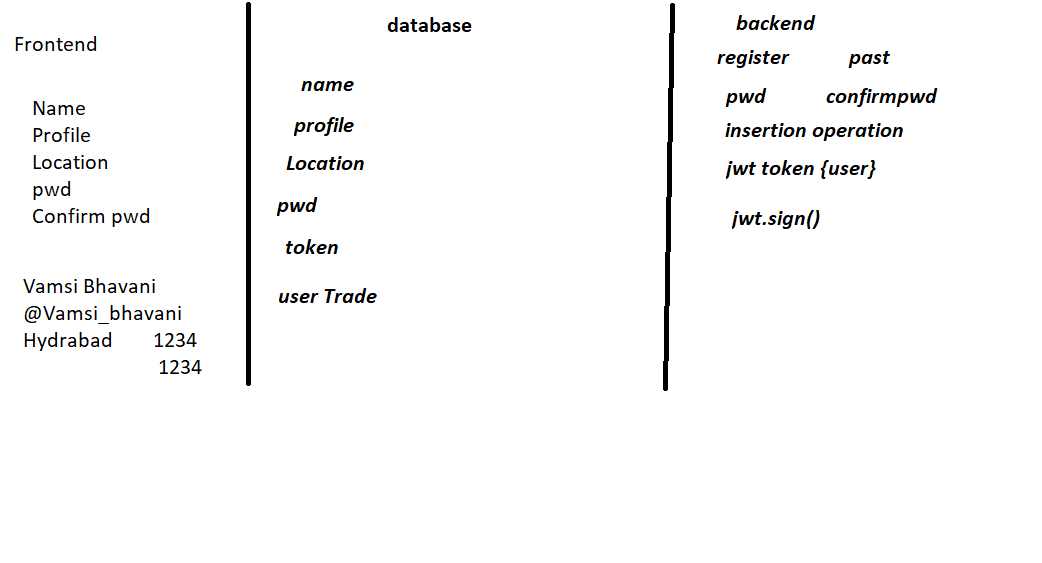 Frontend
Name
Profile
Location
pwd
Confirm pwd
Vamsi Bhavani
@Vamsi_bhavani
Hydrabad 1234
1234
database
name
profile
Location
pwd
token
user Trade
backend
register past
pwd confirmpwd
insertion operation
jwt token {user}
jwt.sign()